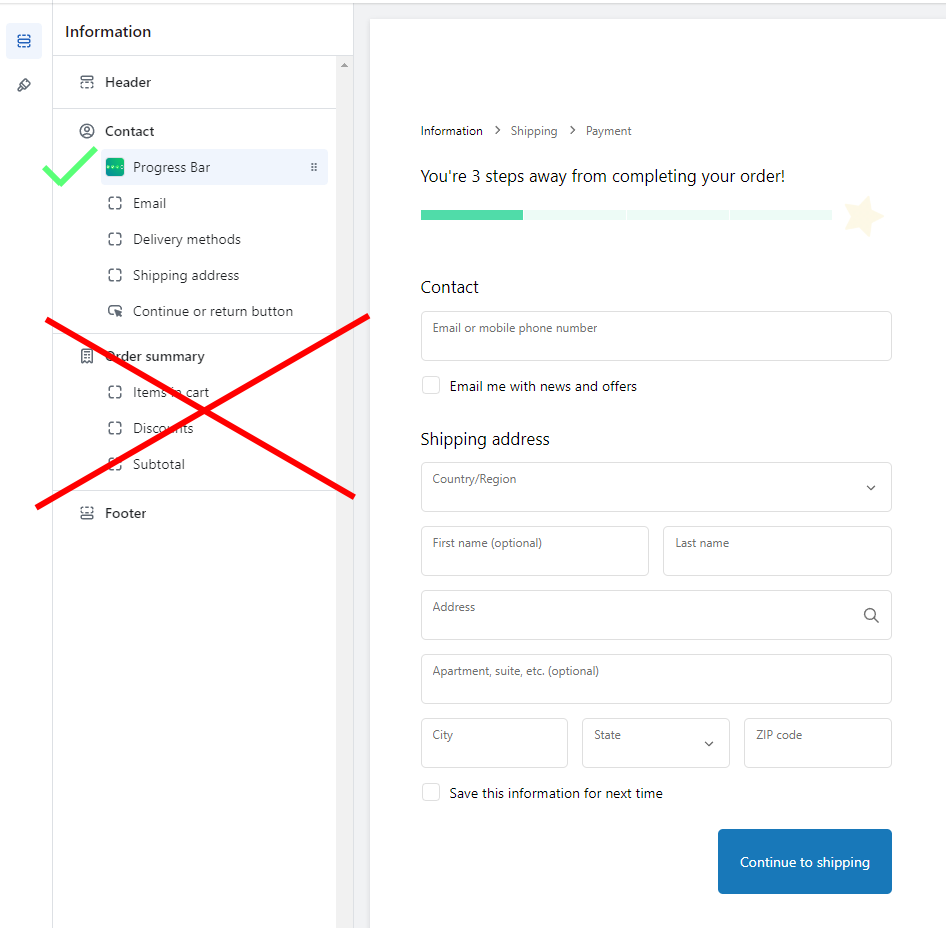 Information
Header
Contact
Progress Bar
Email
Delivery methods
Shipping address
Continue or return button
Order summary
Items in cart
Discounts
Subtotal
Footer
Information > Shipping > Payment
You're 3 steps away from completing your order!
Contact
Email or mobile phone number
Email me with news and offers
Shipping address
Country/Region
First name (optional) Last name
Address
Apartment, suite, etc. (optional)
City State ZIP code
Save this information for next time
Continue to shipping